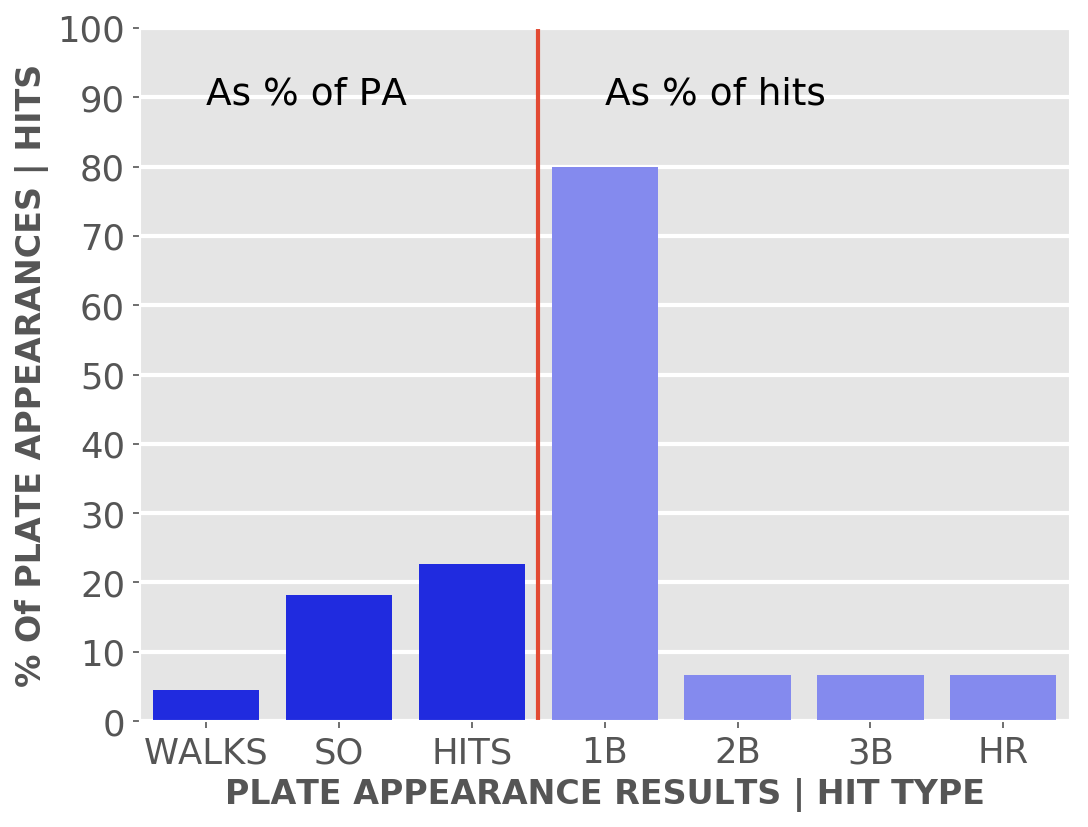 100
90
80
70
60
50
40
30
20
10
0
% Of PLATE APPEARANCES | HITS
As % of PA
As % of hits
WALKS SO HITS 1B 2B 3B HR
PLATE APPEARANCE RESULTS | HIT TYPE